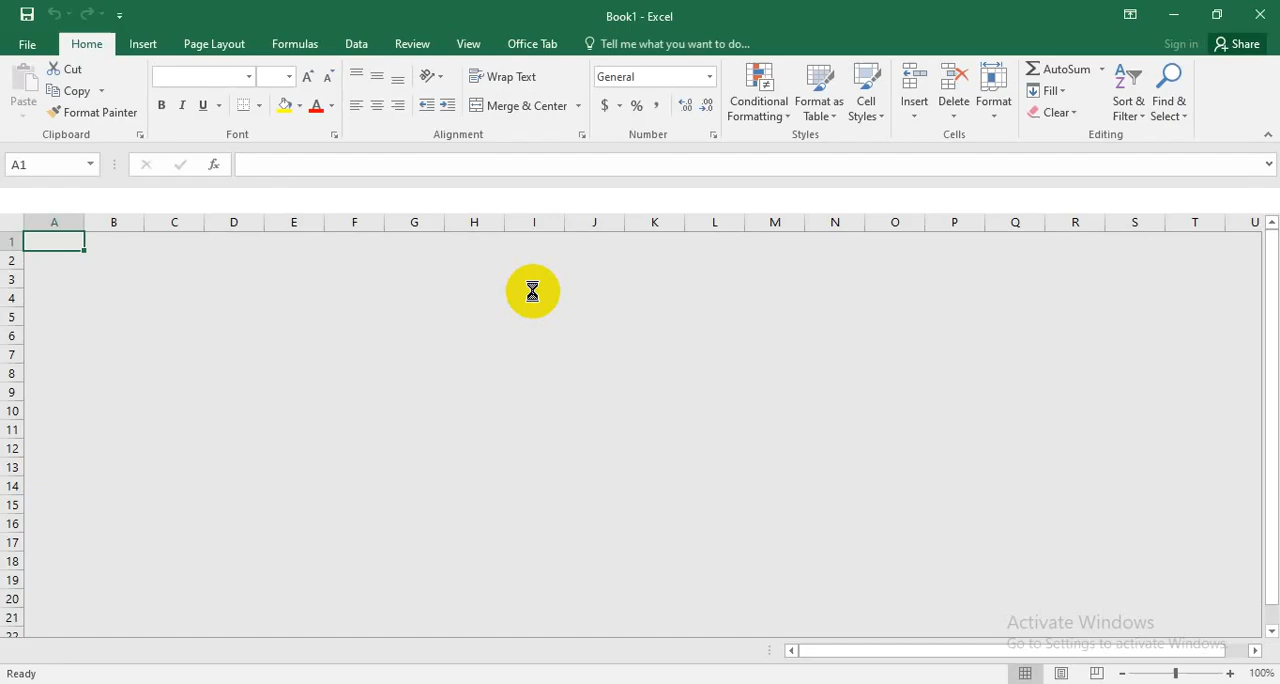 Book1 - Excel
File Home Insert Page Layout Formulas Data Review View Office Tab Tell me what you want to do... Sign in Share
Cut
Copy
Format Painter
Paste
Clipboard
B I U A
Font
Wrap Text
Merge & Center
Alignment
General
$ % ,
Number
Conditional Formatting
Format as Table
Cell Styles
Styles
Insert Delete Format
Cells
AutoSum
Fill
Clear
Sort & Filter
Find & Select
Editing
A1 fx
A B C D E F G H I J K L M N O P Q R S T U
1
2
3
4
5
6
7
8
9
10
11
12
13
14
15
16
17
18
19
20
21
22
Activate Windows
Go to Settings to activate Windows.
Ready 100%